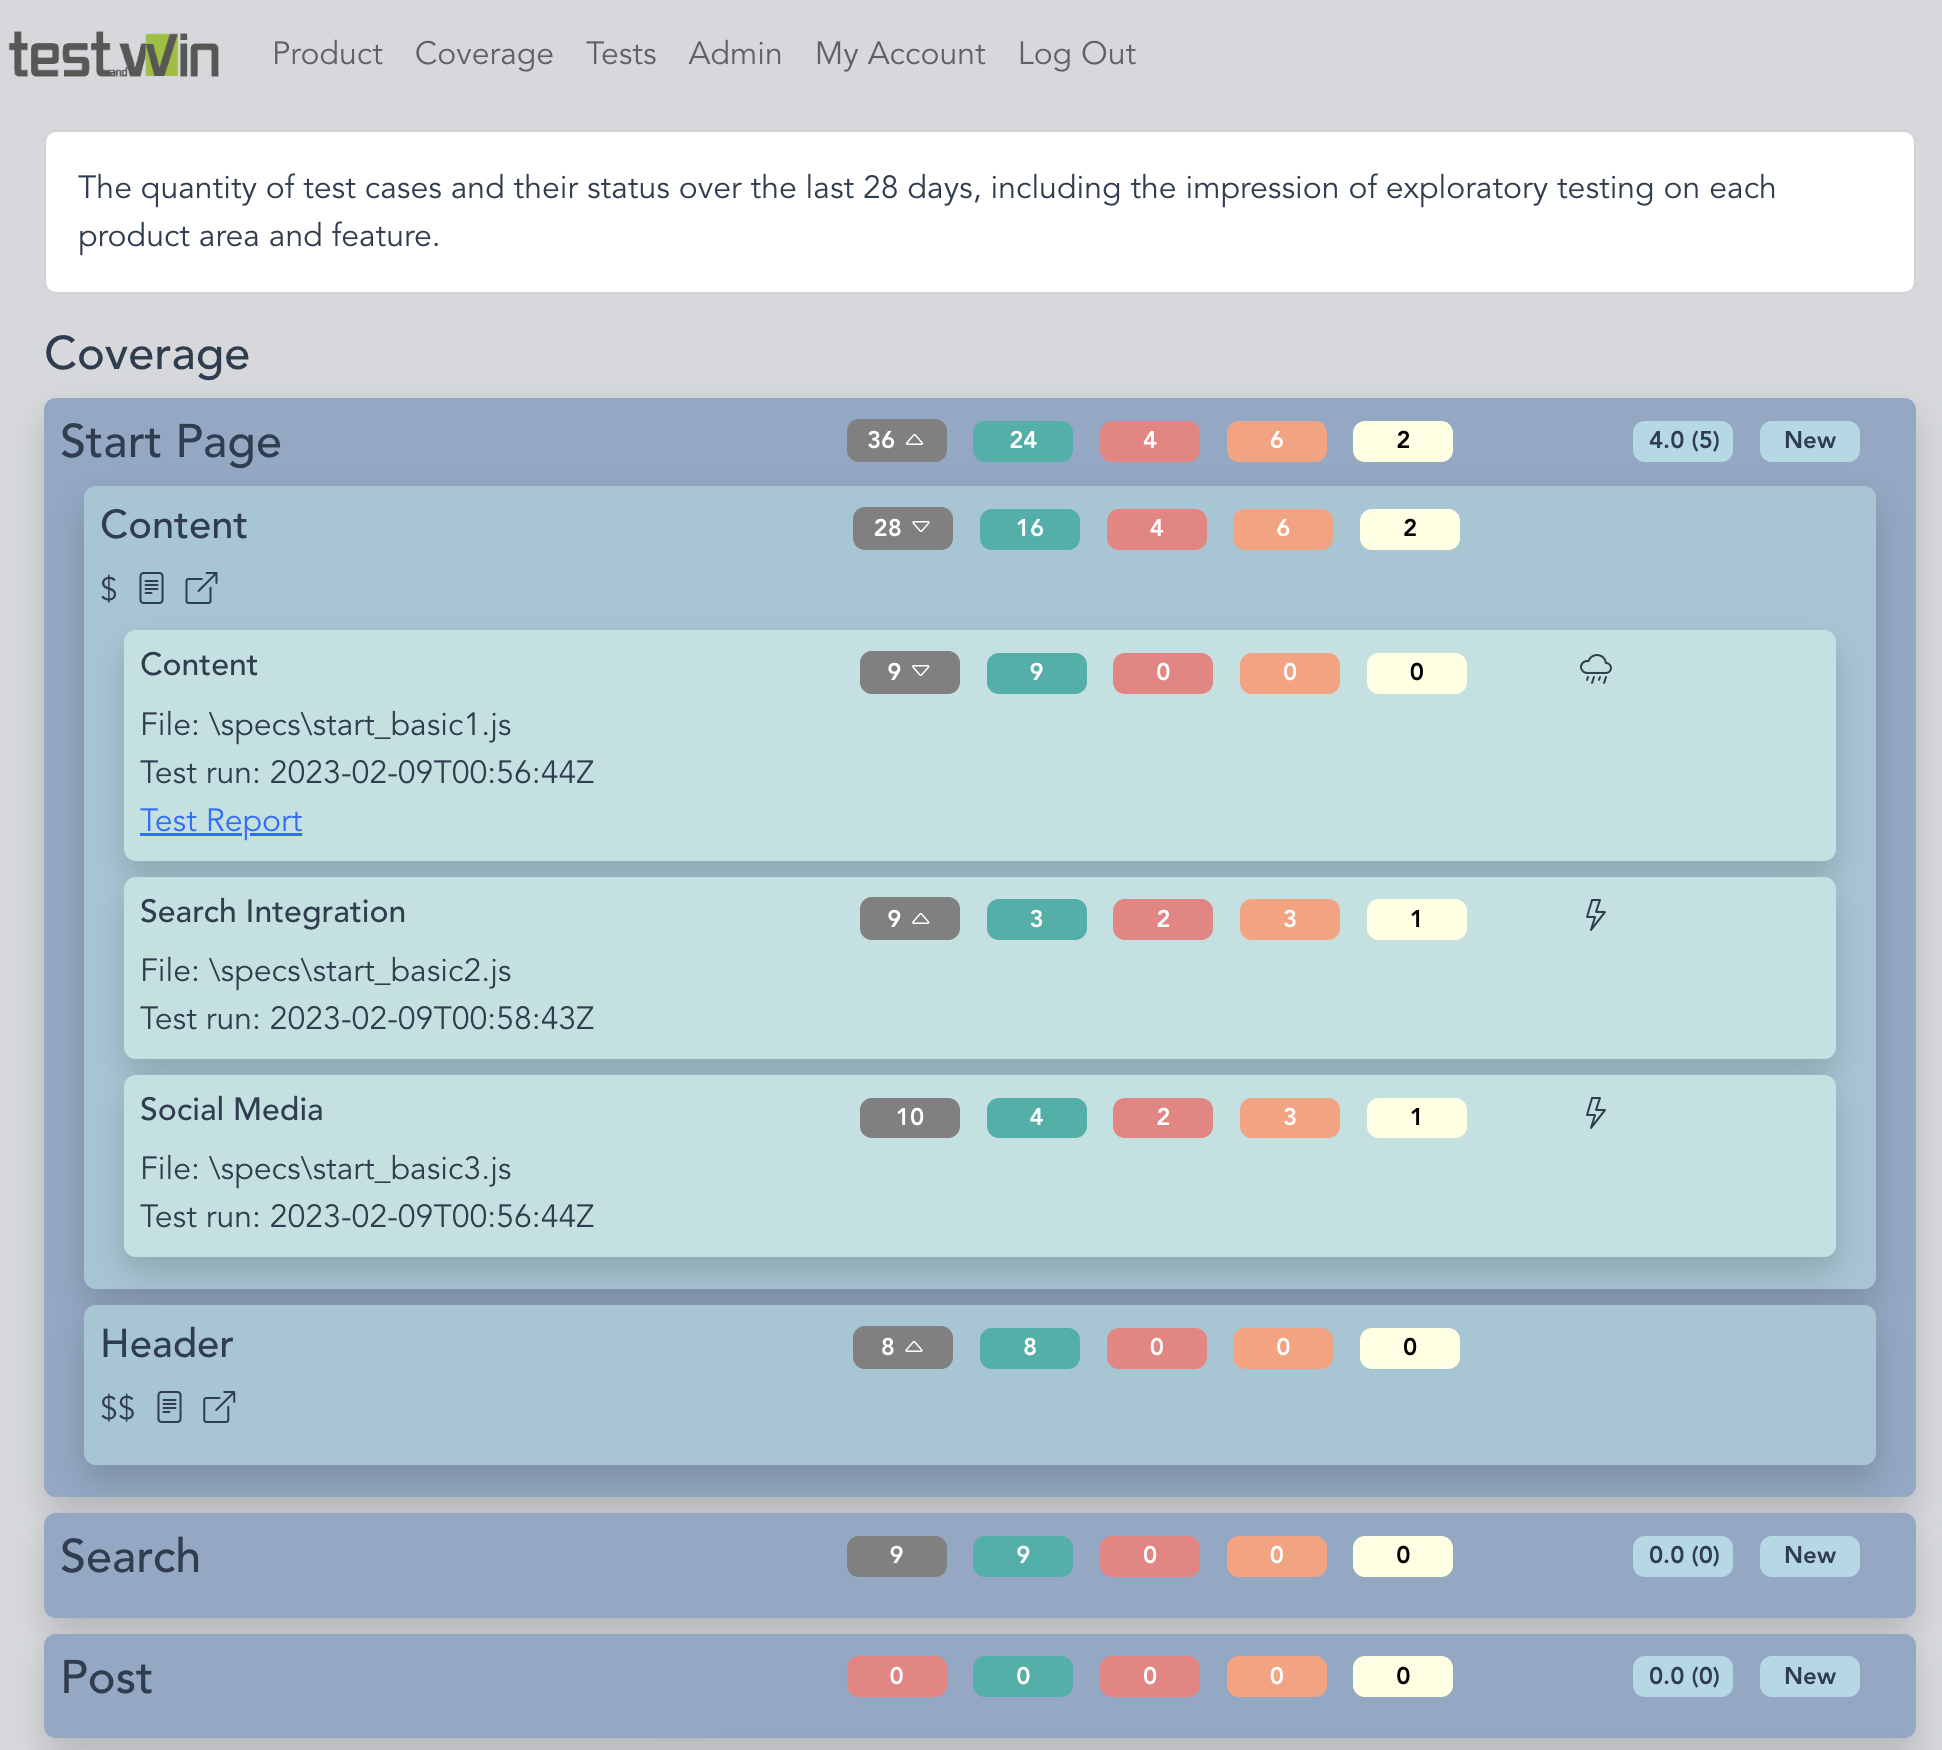 test and win Product Coverage Tests Admin My Account Log Out
The quantity of test cases and their status over the last 28 days, including the impression of exploratory testing on each
product area and feature.
Coverage
Start Page 36 24 4 6 2 4.0 (5) New
Content 28 16 4 6 2
$
Content 9 9 0 0 0
File: \specs\start_basic1.js
Test run: 2023-02-09T00:56:44Z
Test Report
Search Integration 9 3 2 3 1
File: \specs\start_basic2.js
Test run: 2023-02-09T00:58:43Z
Social Media 10 4 2 3 1
File: \specs\start_basic3.js
Test run: 2023-02-09T00:56:44Z
Header 8 8 0 0 0
$$
Search 9 9 0 0 0 0.0 (0) New
Post 0 0 0 0 0 0.0 (0) New